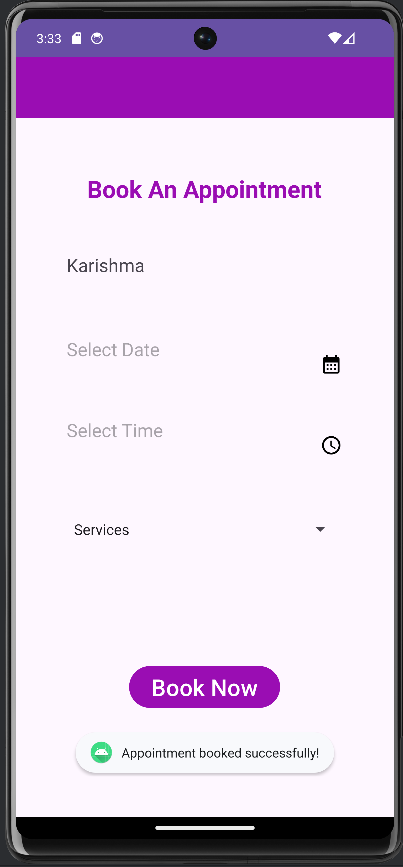 3:33
Book An Appointment
Karishma
Select Date
Select Time
Services
Book Now
Appointment booked successfully!